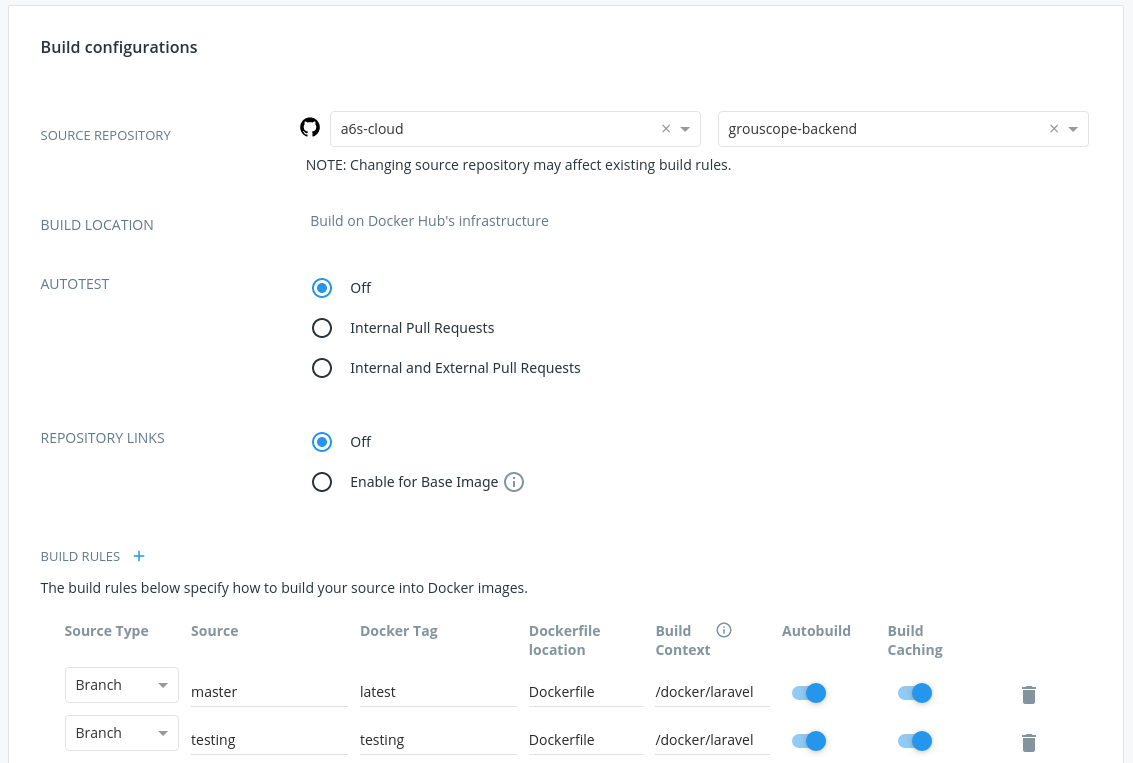 Build configurations
SOURCE REPOSITORY
a6s-cloud × grouscope-backend ×
NOTE: Changing source repository may affect existing build rules.
BUILD LOCATION
Build on Docker Hub's infrastructure
AUTOTEST
Off
Internal Pull Requests
Internal and External Pull Requests
REPOSITORY LINKS
Off
Enable for Base Image
BUILD RULES +
The build rules below specify how to build your source into Docker images.
Source Type Source Docker Tag Dockerfile location Build Context Autobuild Build Caching
Branch master latest Dockerfile /docker/laravel
Branch testing testing Dockerfile /docker/laravel